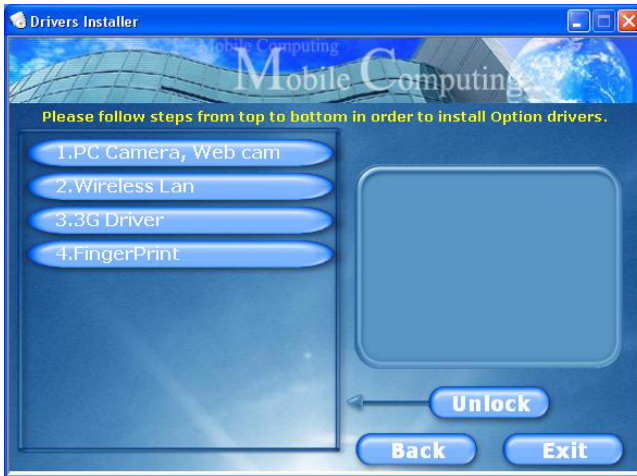 Drivers Installer
Mobile Computing
Mobile Computing
Please follow steps from top to bottom in order to install Option drivers.
1.PC Camera, Web cam
2.Wireless Lan
3.3G Driver
4.FingerPrint
Unlock
Back
Exit